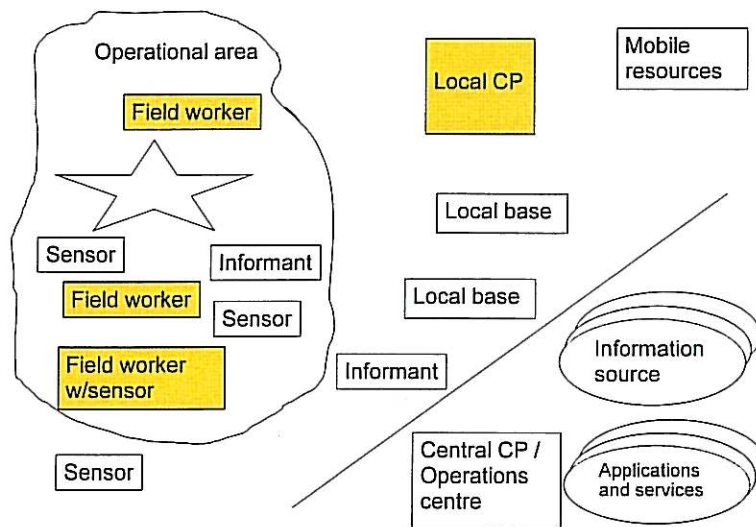 Operational area
Field worker
Local CP
Mobile
resources
Sensor
Informant
Field worker
Sensor
Field worker
w/sensor
Sensor
Local base
Local base
Informant
Information
source
Central CP /
Operations
centre
Applications
and services